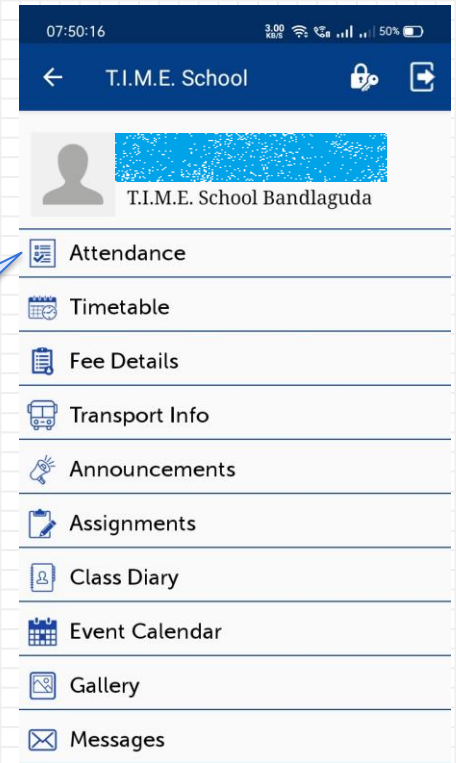 07:50:16 3.00 KB/S 50%
T.I.M.E. School
T.I.M.E. School Bandlaguda
Attendance
Timetable
Fee Details
Transport Info
Announcements
Assignments
Class Diary
Event Calendar
Gallery
Messages